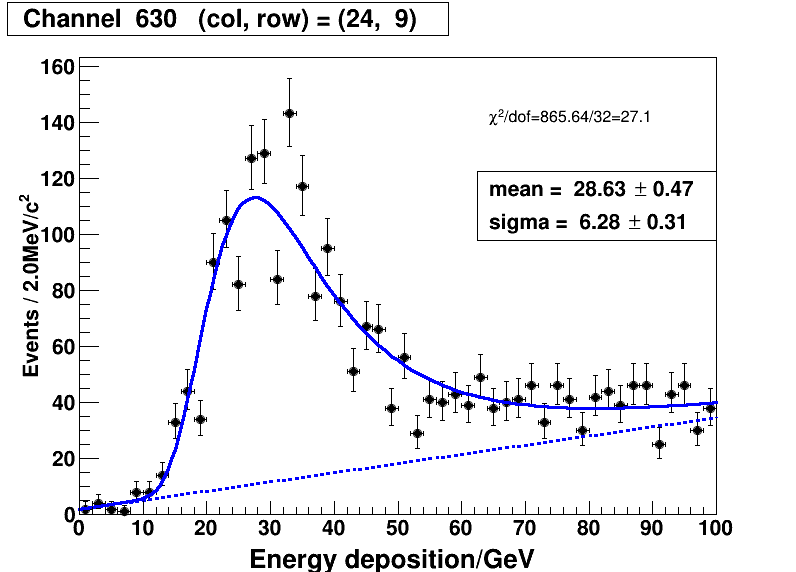 Channel 630 (col, row) = (24, 9)
Events / 2.0MeV/c²
160
140
120
100
80
60
40
20
0
χ²/dof=865.64/32=27.1
mean = 28.63 ± 0.47
sigma = 6.28 ± 0.31
0 10 20 30 40 50 60 70 80 90 100
Energy deposition/GeV